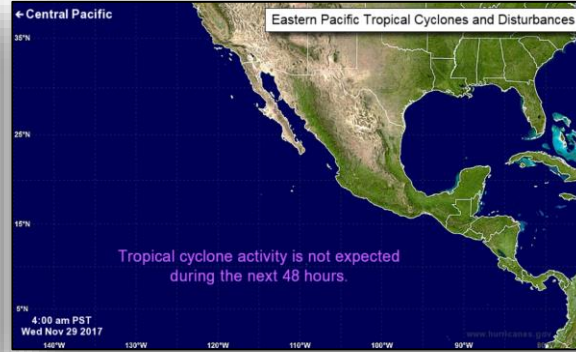 ←Central Pacific
Eastern Pacific Tropical Cyclones and Disturbances
35°N
25°N
15°N
Tropical cyclone activity is not expected
during the next 48 hours.
5°N
4:00 am PST
Wed Nov 29 2017
www.hurricanes.gov
140°W 130°W 120°W 110°W 100°W 90°W